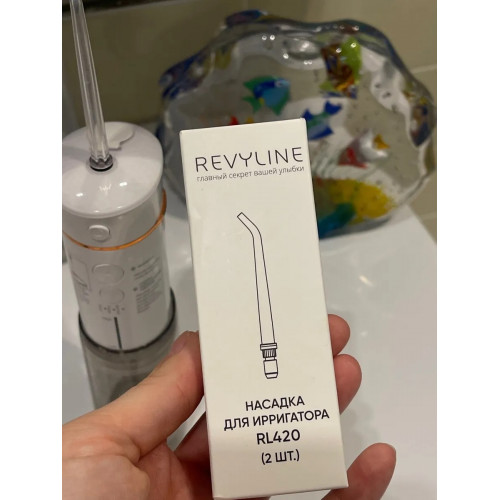 REVYLINE
главный секрет вашей улыбки
НАСАДКА
ДЛЯ ИРРИГАТОРА
RL420
(2 ШТ.)